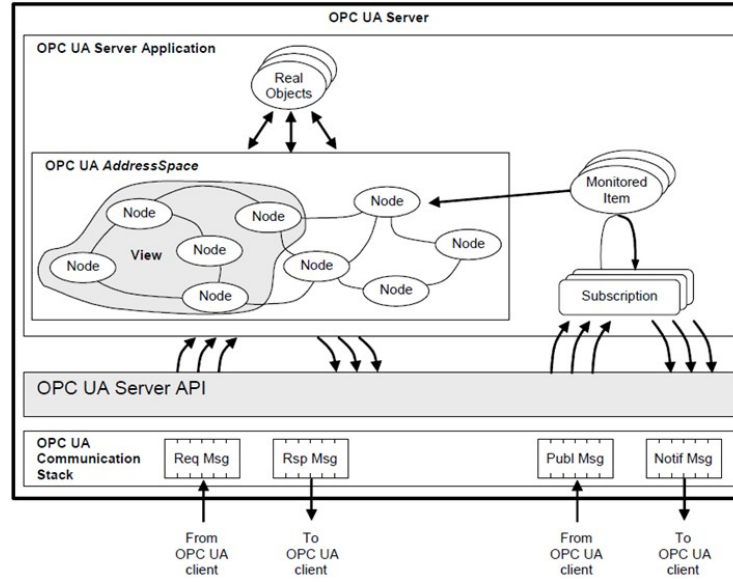 OPC UA Server
OPC UA Server Application
Real
Objects
OPC UA AddressSpace
Monitored
Item
Node
Node
Node
Node
View
Node
Node
Node
Node
Node
Subscription
OPC UA Server API
OPC UA
Communication
Stack
Req Msg
Rsp Msg
Publ Msg
Notif Msg
From
OPC UA
client
To
OPC UA
client
From
OPC UA
client
To
OPC UA
client